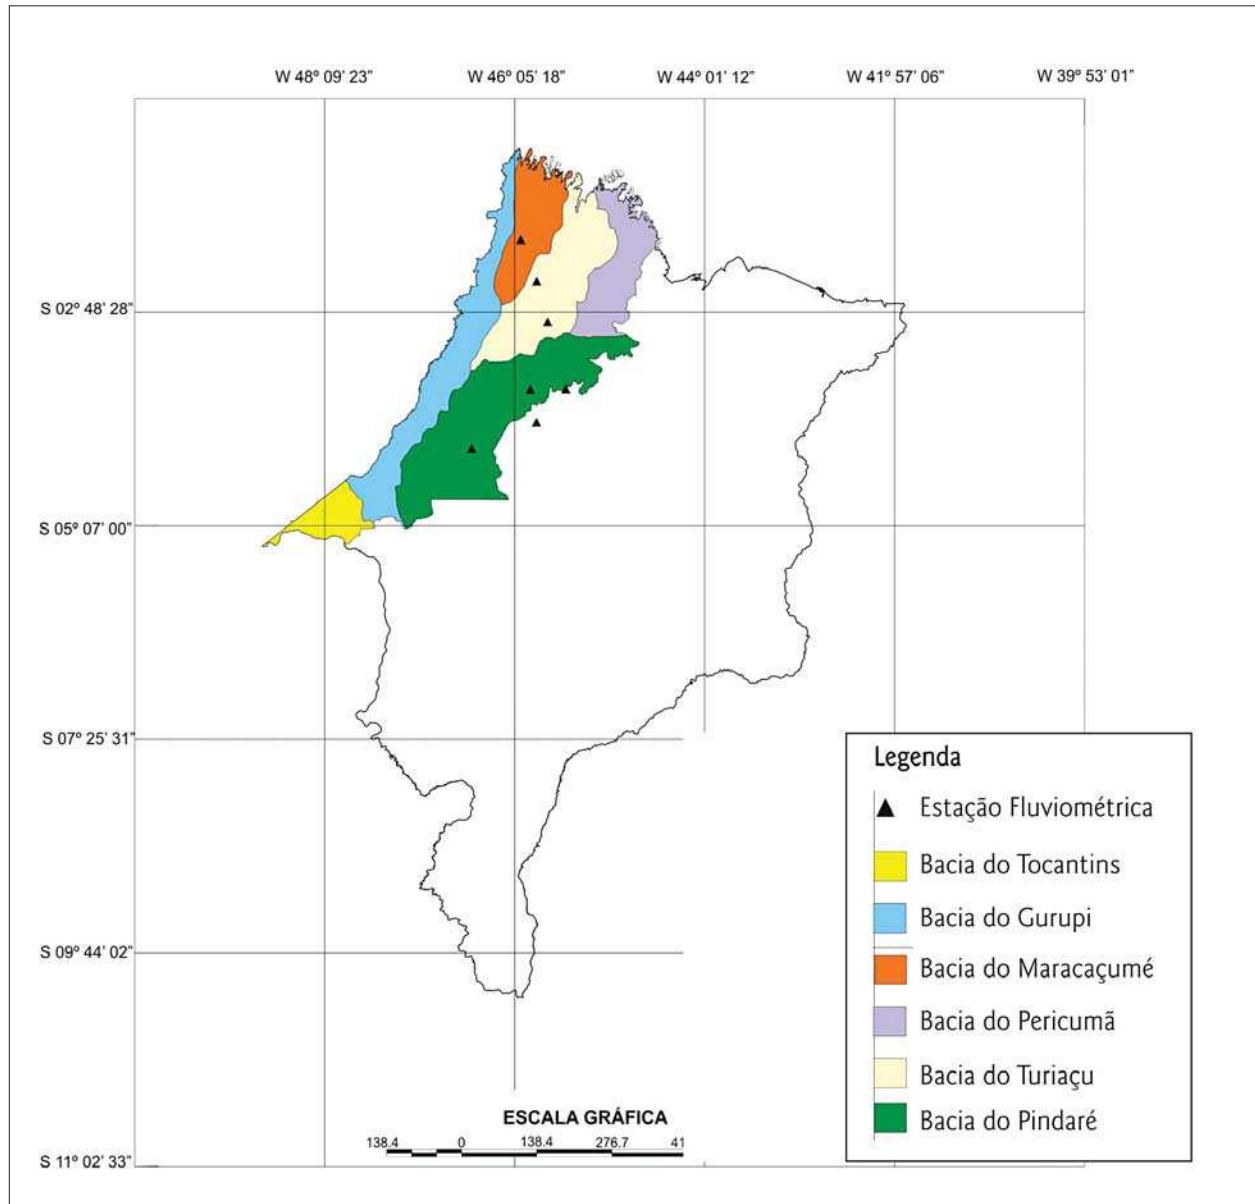 W 48º 09' 23" W 46º 05' 18" W 44º 01' 12" W 41º 57' 06" W 39º 53' 01"
S 02º 48' 28"
S 05º 07' 00"
S 07º 25' 31"
S 09º 44' 02"
S 11º 02' 33"
Legenda
Estação Fluviométrica
Bacia do Tocantins
Bacia do Gurupi
Bacia do Maracaçumé
Bacia do Pericumã
Bacia do Turiaçu
Bacia do Pindaré
ESCALA GRÁFICA
138.4 0 138.4 276.7 41